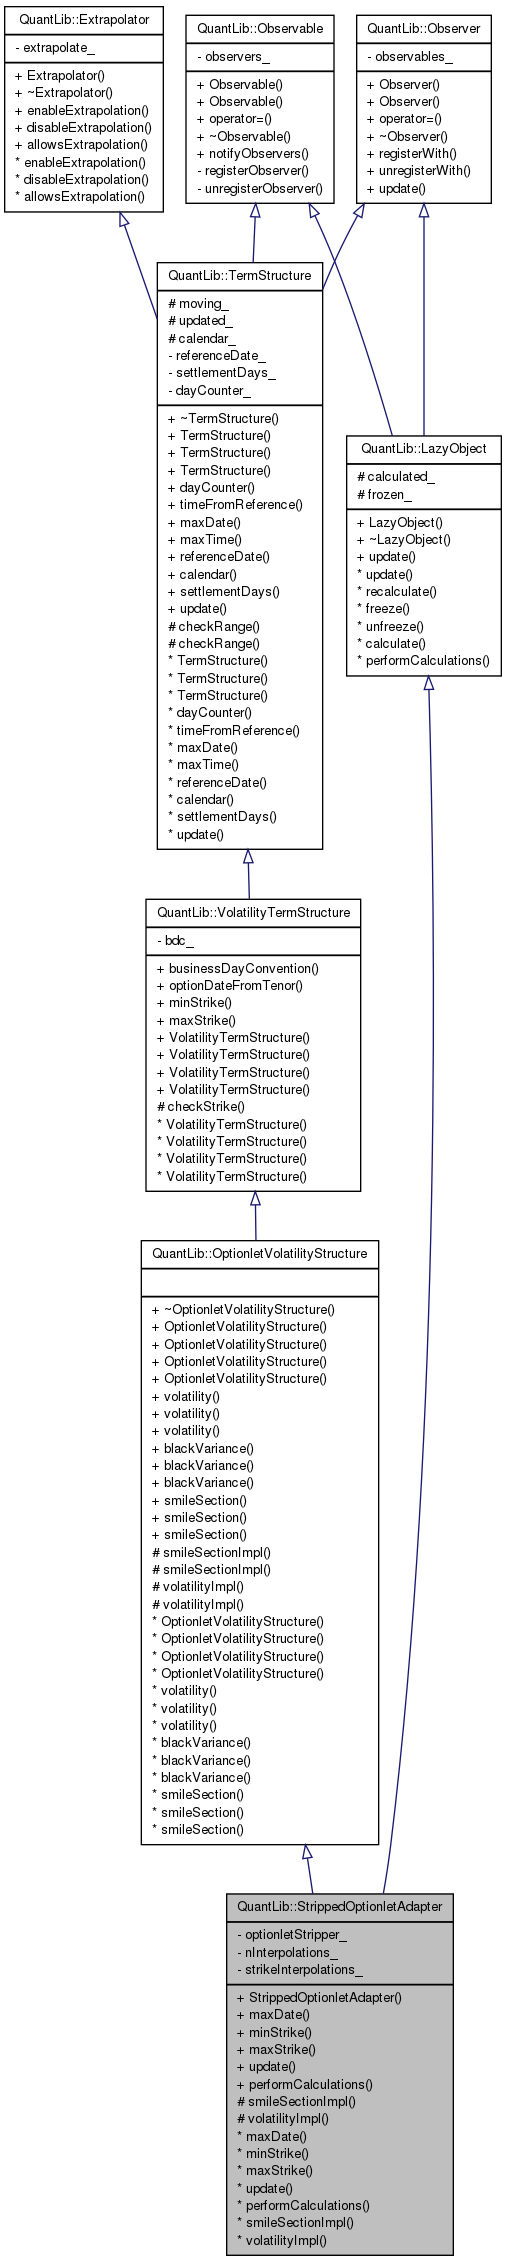 QuantLib::Extrapolator
- extrapolate_
+ Extrapolator()
+ ~Extrapolator()
+ enableExtrapolation()
+ disableExtrapolation()
+ allowsExtrapolation()
* enableExtrapolation()
* disableExtrapolation()
* allowsExtrapolation()
QuantLib::Observable
- observers_
+ Observable()
+ Observable()
+ operator=()
+ ~Observable()
+ notifyObservers()
- registerObserver()
- unregisterObserver()
QuantLib::Observer
- observables_
+ Observer()
+ Observer()
+ operator=()
+ ~Observer()
+ registerWith()
+ unregisterWith()
+ update()
QuantLib::TermStructure
# moving_
# updated_
# calendar_
- referenceDate_
- settlementDays_
- dayCounter_
+ ~TermStructure()
+ TermStructure()
+ TermStructure()
+ TermStructure()
+ dayCounter()
+ timeFromReference()
+ maxDate()
+ maxTime()
+ referenceDate()
+ calendar()
+ settlementDays()
+ update()
# checkRange()
# checkRange()
* TermStructure()
* TermStructure()
* TermStructure()
* dayCounter()
* timeFromReference()
* maxDate()
* maxTime()
* referenceDate()
* calendar()
* settlementDays()
* update()
QuantLib::LazyObject
# calculated_
# frozen_
+ LazyObject()
+ ~LazyObject()
+ update()
* update()
* recalculate()
* freeze()
* unfreeze()
* calculate()
* performCalculations()
QuantLib::VolatilityTermStructure
- bdc_
+ businessDayConvention()
+ optionDateFromTenor()
+ minStrike()
+ maxStrike()
+ VolatilityTermStructure()
+ VolatilityTermStructure()
+ VolatilityTermStructure()
+ VolatilityTermStructure()
# checkStrike()
* VolatilityTermStructure()
* VolatilityTermStructure()
* VolatilityTermStructure()
* VolatilityTermStructure()
QuantLib::OptionletVolatilityStructure
+ ~OptionletVolatilityStructure()
+ OptionletVolatilityStructure()
+ OptionletVolatilityStructure()
+ OptionletVolatilityStructure()
+ OptionletVolatilityStructure()
+ volatility()
+ volatility()
+ volatility()
+ blackVariance()
+ blackVariance()
+ blackVariance()
+ smileSection()
+ smileSection()
+ smileSection()
# smileSectionImpl()
# smileSectionImpl()
# volatilityImpl()
# volatilityImpl()
* OptionletVolatilityStructure()
* OptionletVolatilityStructure()
* OptionletVolatilityStructure()
* OptionletVolatilityStructure()
* volatility()
* volatility()
* volatility()
* blackVariance()
* blackVariance()
* blackVariance()
* smileSection()
* smileSection()
* smileSection()
QuantLib::StrippedOptionletAdapter
- optionletStripper_
- nInterpolations_
- strikeInterpolations_
+ StrippedOptionletAdapter()
+ maxDate()
+ minStrike()
+ maxStrike()
+ update()
+ performCalculations()
# smileSectionImpl()
# volatilityImpl()
* maxDate()
* minStrike()
* maxStrike()
* update()
* performCalculations()
* smileSectionImpl()
* volatilityImpl()